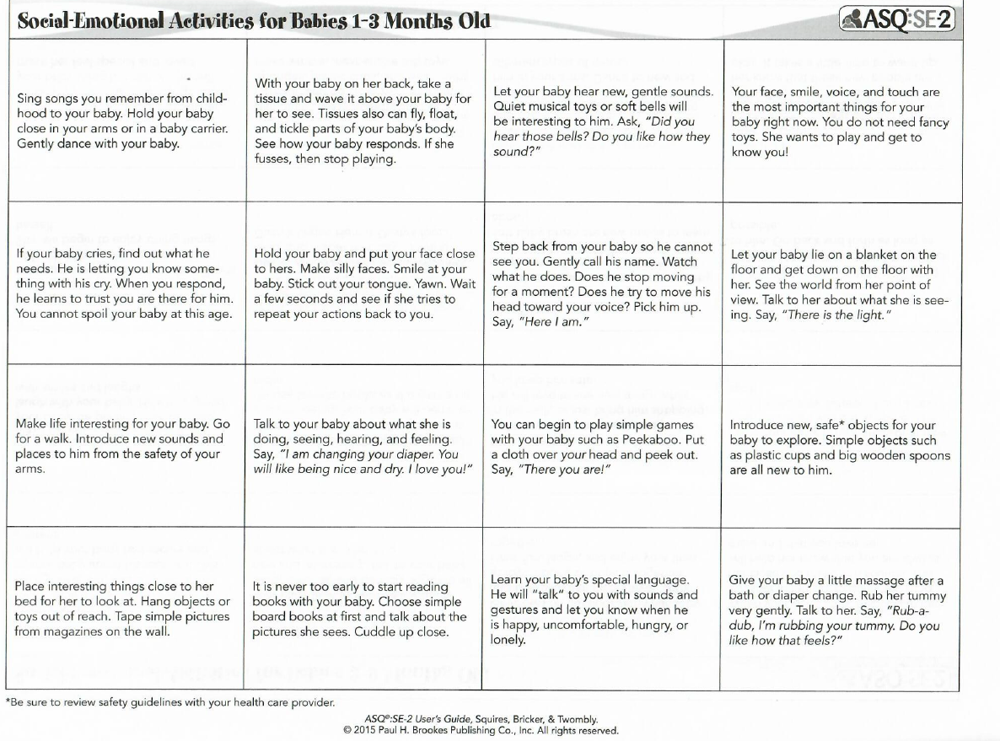 Social-Emotional Activities for Babies 1-3 Months Old
ASQ:SE-2
Sing songs you remember from child-
hood to your baby. Hold your baby
close in your arms or in a baby carrier.
Gently dance with your baby.
With your baby on her back, take a
tissue and wave it above your baby for
her to see. Tissues also can fly, float,
and tickle parts of your baby's body.
See how your baby responds. If she
fusses, then stop playing.
Let your baby hear new, gentle sounds.
Quiet musical toys or soft bells will
be interesting to him. Ask, "Did you
hear those bells? Do you like how they
sound?"
Your face, smile, voice, and touch are
the most important things for your
baby right now. You do not need fancy
toys. She wants to play and get to
know you!
If your baby cries, find out what he
needs. He is letting you know some-
thing with his cry. When you respond,
he learns to trust you are there for him.
You cannot spoil your baby at this age.
Hold your baby and put your face close
to hers. Make silly faces. Smile at your
baby. Stick out your tongue. Yawn. Wait
a few seconds and see if she tries to
repeat your actions back to you.
Step back from your baby so he cannot
see you. Gently call his name. Watch
what he does. Does he stop moving
for a moment? Does he try to move his
head toward your voice? Pick him up.
Say, "Here I am."
Let your baby lie on a blanket on the
floor and get down on the floor with
her. See the world from her point of
view. Talk to her about what she is see-
ing. Say, "There is the light."
Make life interesting for your baby. Go
for a walk. Introduce new sounds and
places to him from the safety of your
arms.
Talk to your baby about what she is
doing, seeing, hearing, and feeling.
Say, "I am changing your diaper. You
will like being nice and dry. I love you!"
You can begin to play simple games
with your baby such as Peekaboo. Put
a cloth over your head and peek out.
Say, "There you are!"
Introduce new, safe* objects for your
baby to explore. Simple objects such
as plastic cups and big wooden spoons
are all new to him.
Place interesting things close to her
bed for her to look at. Hang objects or
toys out of reach. Tape simple pictures
from magazines on the wall.
It is never too early to start reading
books with your baby. Choose simple
board books at first and talk about the
pictures she sees. Cuddle up close.
Learn your baby's special language.
He will "talk" to you with sounds and
gestures and let you know when he
is happy, uncomfortable, hungry, or
lonely.
Give your baby a little massage after a
bath or diaper change. Rub her tummy
very gently. Talk to her. Say, "Rub-a-
dub, I'm rubbing your tummy. Do you
like how that feels?"
*Be sure to review safety guidelines with your health care provider.
ASQ®:SE-2 User's Guide, Squires, Bricker, & Twombly.
© 2015 Paul H. Brookes Publishing Co., Inc. All rights reserved.